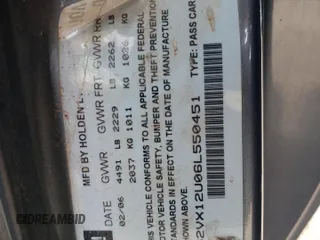 MFD BY HOLDEN L
DATE GVWR GVWR FRT GVWR RR
02/06 4491 LB 2229 LB 2262 LB
2037 KG 1011 KG 1026 KG
THIS VEHICLE CONFORMS TO ALL APPLICABLE FEDERAL
MOTOR VEHICLE SAFETY, BUMPER AND THEFT PREVENTION
STANDARDS IN EFFECT ON THE DATE OF MANUFACTURE
SHOWN ABOVE.
2VX12U06L550451 TYPE: PASS CAR